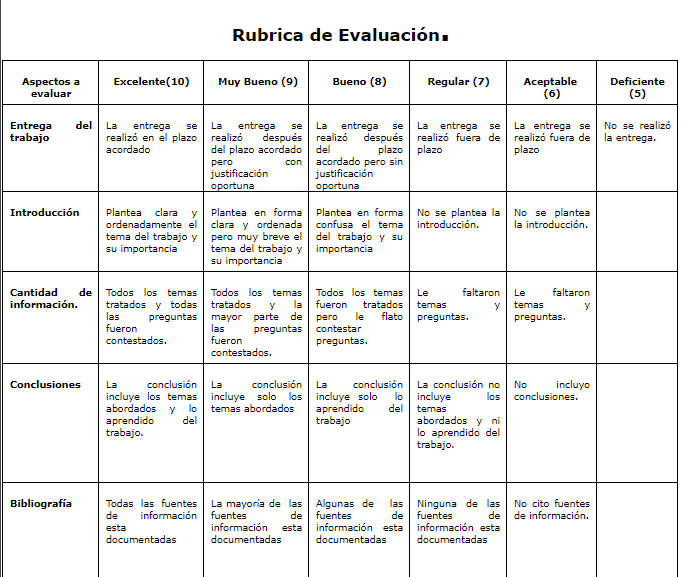 Rubrica de Evaluación.
Aspectos a
evaluar
Excelente(10)
Muy Bueno (9)
Bueno (8)
Regular (7)
Aceptable
(6)
Deficiente
(5)
Entrega del
trabajo
La entrega se
realizó en el plazo
acordado
La entrega se
realizó después
del plazo acordado
pero con
justificación
oportuna
La entrega se
realizó después
del plazo
acordado pero sin
justificación
oportuna
La entrega se
realizó fuera de
plazo
La entrega se
realizó fuera de
plazo
No se realizó
la entrega.
Introducción
Plantea clara y
ordenadamente el
tema del trabajo y
su importancia
Plantea en forma
clara y ordenada
pero muy breve el
tema del trabajo y
su importancia
Plantea en forma
confusa el tema
del trabajo y su
importancia
No se plantea la
introducción.
No se plantea
la introducción.
Cantidad de
información.
Todos los temas
tratados y todas
las preguntas
fueron
contestados.
Todos los temas
tratados y la
mayor parte de
las preguntas
fueron
contestados.
Todos los temas
fueron tratados
pero le flato
contestar
preguntas.
Le faltaron
temas y
preguntas.
Le faltaron
temas y
preguntas.
Conclusiones
La conclusión
incluye los temas
abordados y lo
aprendido del
trabajo.
La conclusión
incluye solo los
temas abordados
La conclusión
incluye solo lo
aprendido del
trabajo
La conclusión no
incluye los
temas
abordados y ni
lo aprendido del
trabajo.
No incluyo
conclusiones.
Bibliografía
Todas las fuentes
de información
esta
documentadas
La mayoría de las
fuentes de
información esta
documentadas
Algunas de las
fuentes de
información esta
documentadas
Ninguna de las
fuentes de
información esta
documentadas
No cito fuentes
de información.